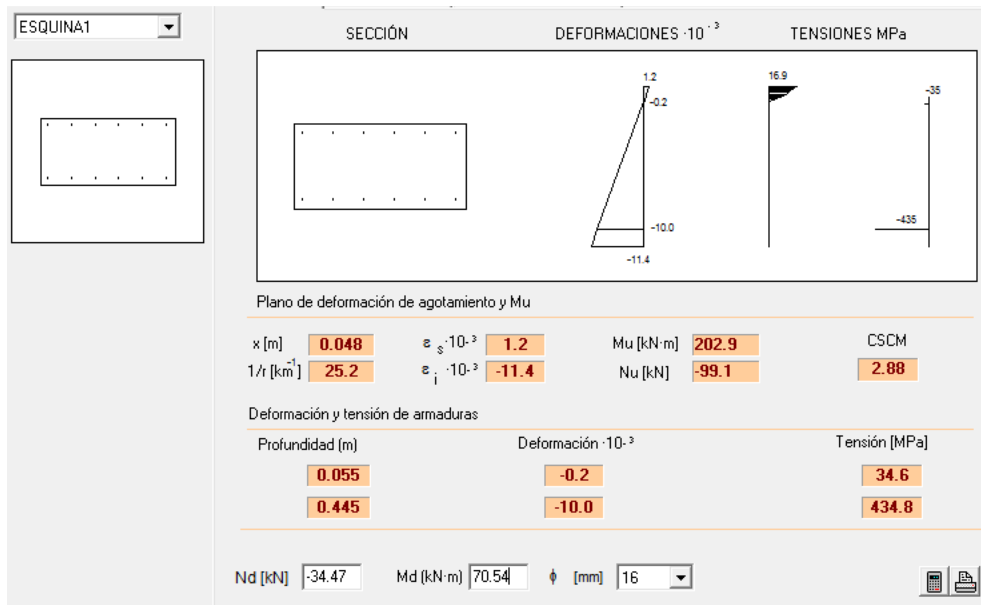 ESQUINA1
SECCIÓN DEFORMACIONES ·10⁻³ TENSIONES MPa
1.2 16.9
-0.2 -35
-10.0 -435
-11.4
Plano de deformación de agotamiento y Mu
x [m] 0.048 ε s ·10-³ 1.2 Mu [kN·m] 202.9 CSCM
1/r [km⁻¹] 25.2 ε i ·10-³ -11.4 Nu [kN] -99.1 2.88
Deformación y tensión de armaduras
Profundidad (m) Deformación ·10-³ Tensión [MPa]
0.055 -0.2 34.6
0.445 -10.0 434.8
Nd [kN] -34.47 Md (kN·m) 70.54 ϕ [mm] 16